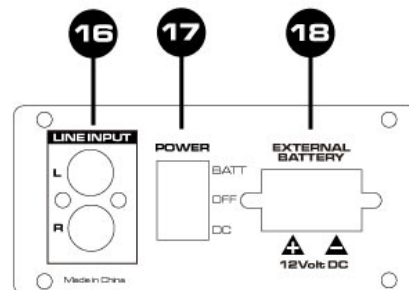 16 17 18
LINE INPUT
L
R
POWER
BATT
OFF
DC
EXTERNAL
BATTERY
+ −
12Volt DC
Made in China